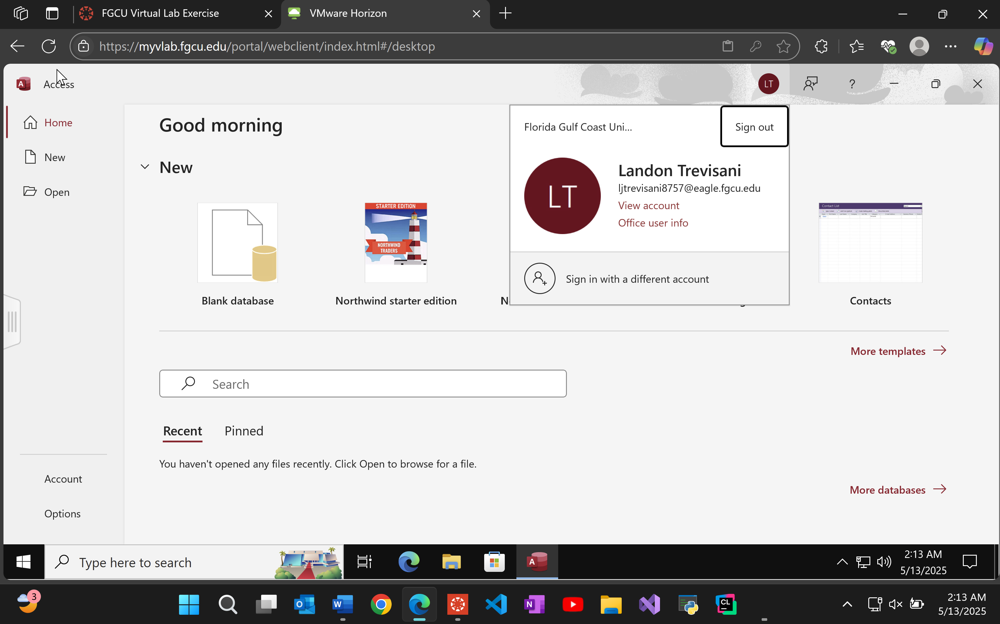 FGCU Virtual Lab Exercise
VMware Horizon
https://myvlab.fgcu.edu/portal/webclient/index.html#/desktop
A
Access
LT
?
Home
New
Open
Good morning
New
Florida Gulf Coast Uni...
Sign out
LT
Landon Trevisani
ljtrevisani8757@eagle.fgcu.edu
View account
Office user info
Sign in with a different account
STARTER EDITION
NORTHWIND
TRADERS
Contact List
Blank database
Northwind starter edition
N
Contacts
More templates
Search
Recent
Pinned
You haven't opened any files recently. Click Open to browse for a file.
More databases
Account
Options
Type here to search
A
2:13 AM
5/13/2025
3
O
W
N
CL
2:13 AM
5/13/2025